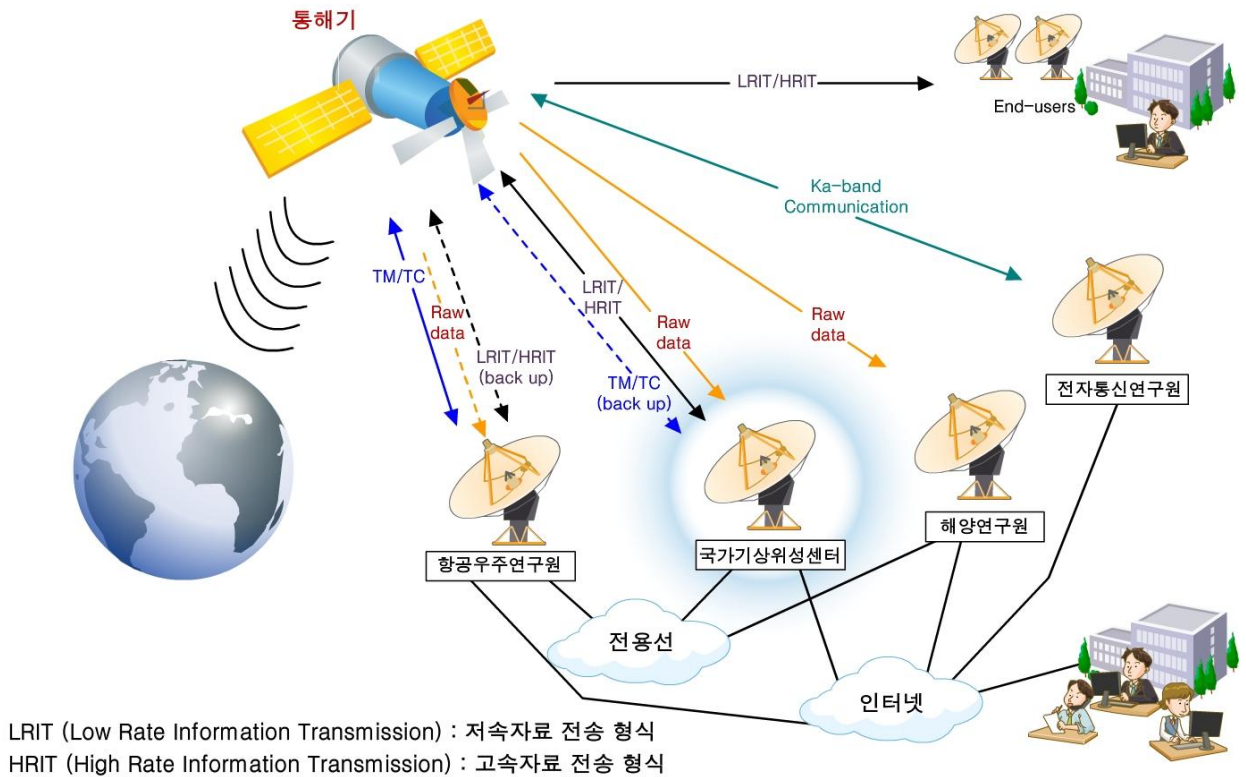 통해기
LRIT/HRIT
End-users
Ka-band
Communication
TM/TC
Raw
data
LRIT/HRIT
(back up)
LRIT/
HRIT
TM/TC
(back up)
Raw
data
Raw
data
전자통신연구원
해양연구원
국가기상위성센터
항공우주연구원
전용선
인터넷
LRIT (Low Rate Information Transmission) : 저속자료 전송 형식
HRIT (High Rate Information Transmission) : 고속자료 전송 형식